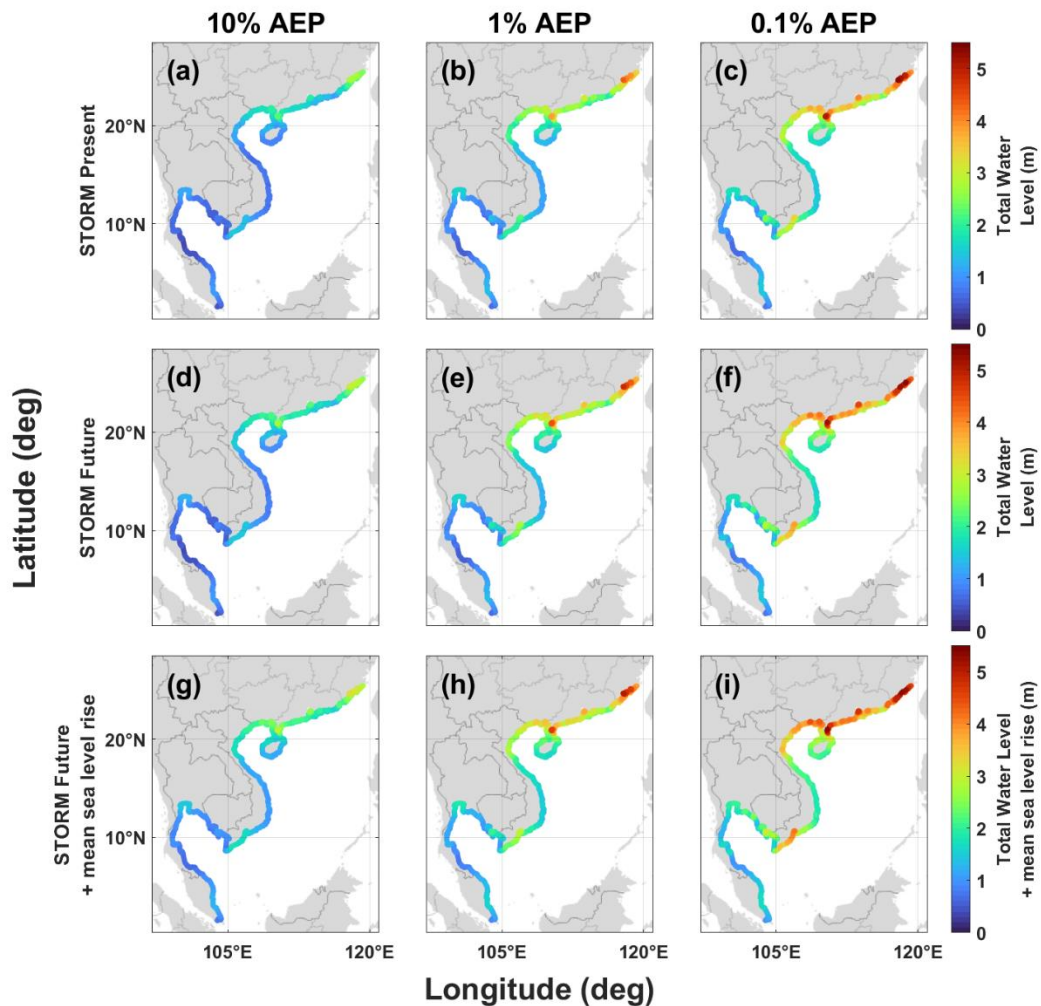 10% AEP
1% AEP
0.1% AEP
STORM Present
(a)
(b)
(c)
20°N
10°N
5
4
3
2
1
0
Total Water
Level (m)
Latitude (deg)
STORM Future
(d)
(e)
(f)
20°N
10°N
5
4
3
2
1
0
Total Water
Level (m)
STORM Future
+ mean sea level rise
(g)
(h)
(i)
20°N
10°N
5
4
3
2
1
0
Total Water Level
+ mean sea level rise (m)
105°E
120°E
105°E
120°E
105°E
120°E
Longitude (deg)